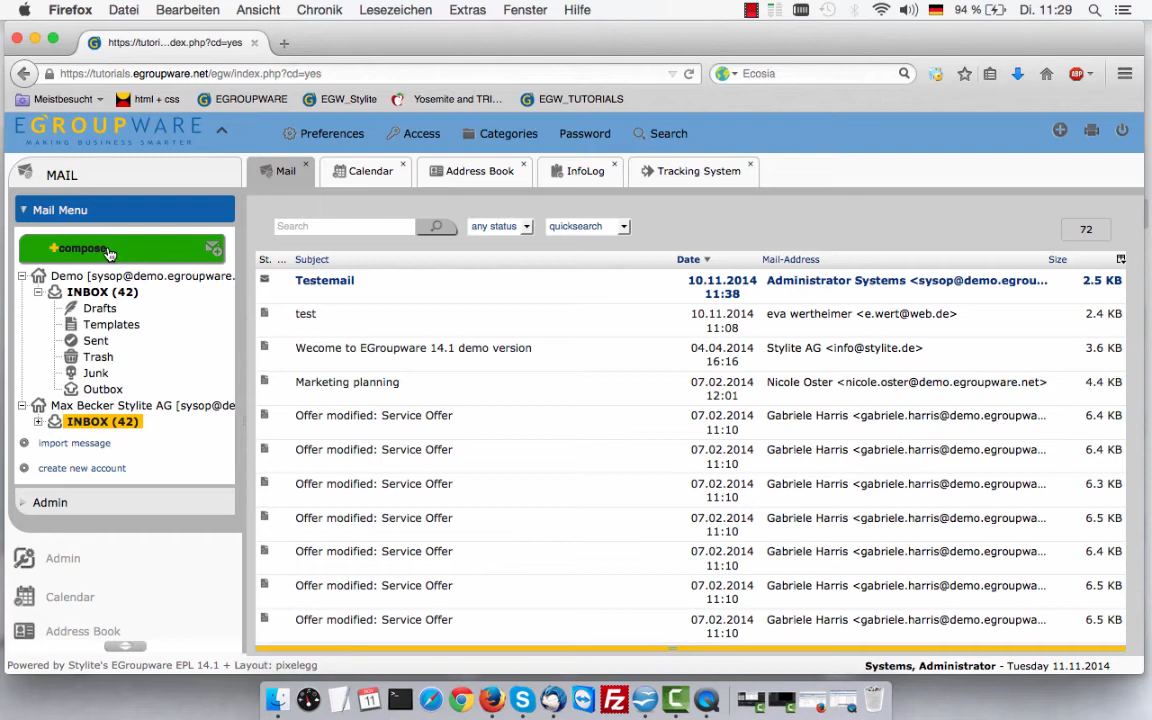 Firefox Datei Bearbeiten Ansicht Chronik Lesezeichen Extras Fenster Hilfe 94 % Di. 11:29
https://tutori...dex.php?cd=yes
https://tutorials.egroupware.net/egw/index.php?cd=yes Ecosia
Meistbesucht html + css EGROUPWARE EGW_Stylite Yosemite and TRI... EGW_TUTORIALS
EGROUPWARE
MAKING BUSINESS SMARTER
Preferences Access Categories Password Search
MAIL
Mail Calendar Address Book InfoLog Tracking System
Mail Menu
compose
Demo [sysop@demo.egroupware.
INBOX (42)
Drafts
Templates
Sent
Trash
Junk
Outbox
Max Becker Stylite AG [sysop@de
INBOX (42)
import message
create new account
Admin
Admin
Calendar
Address Book
Search any status quicksearch 72
St. ... Subject Date Mail-Address Size
Testemail 10.11.2014 Administrator Systems <sysop@demo.egrou... 2.5 KB
11:38
test 10.11.2014 eva wertheimer <e.wert@web.de> 2.4 KB
11:08
Wecome to EGroupware 14.1 demo version 04.04.2014 Stylite AG <info@stylite.de> 3.6 KB
16:16
Marketing planning 07.02.2014 Nicole Oster <nicole.oster@demo.egroupware.net> 4.4 KB
12:01
Offer modified: Service Offer 07.02.2014 Gabriele Harris <gabriele.harris@demo.egroupwa... 6.4 KB
11:10
Offer modified: Service Offer 07.02.2014 Gabriele Harris <gabriele.harris@demo.egroupwa... 6.4 KB
11:10
Offer modified: Service Offer 07.02.2014 Gabriele Harris <gabriele.harris@demo.egroupwa... 6.3 KB
11:10
Offer modified: Service Offer 07.02.2014 Gabriele Harris <gabriele.harris@demo.egroupwa... 6.5 KB
11:10
Offer modified: Service Offer 07.02.2014 Gabriele Harris <gabriele.harris@demo.egroupwa... 6.4 KB
11:10
Offer modified: Service Offer 07.02.2014 Gabriele Harris <gabriele.harris@demo.egroupwa... 6.5 KB
11:10
Offer modified: Service Offer 07.02.2014 Gabriele Harris <gabriele.harris@demo.egroupwa... 6.5 KB
11:10
Powered by Stylite's EGroupware EPL 14.1 + Layout: pixelegg Systems, Administrator - Tuesday 11.11.2014